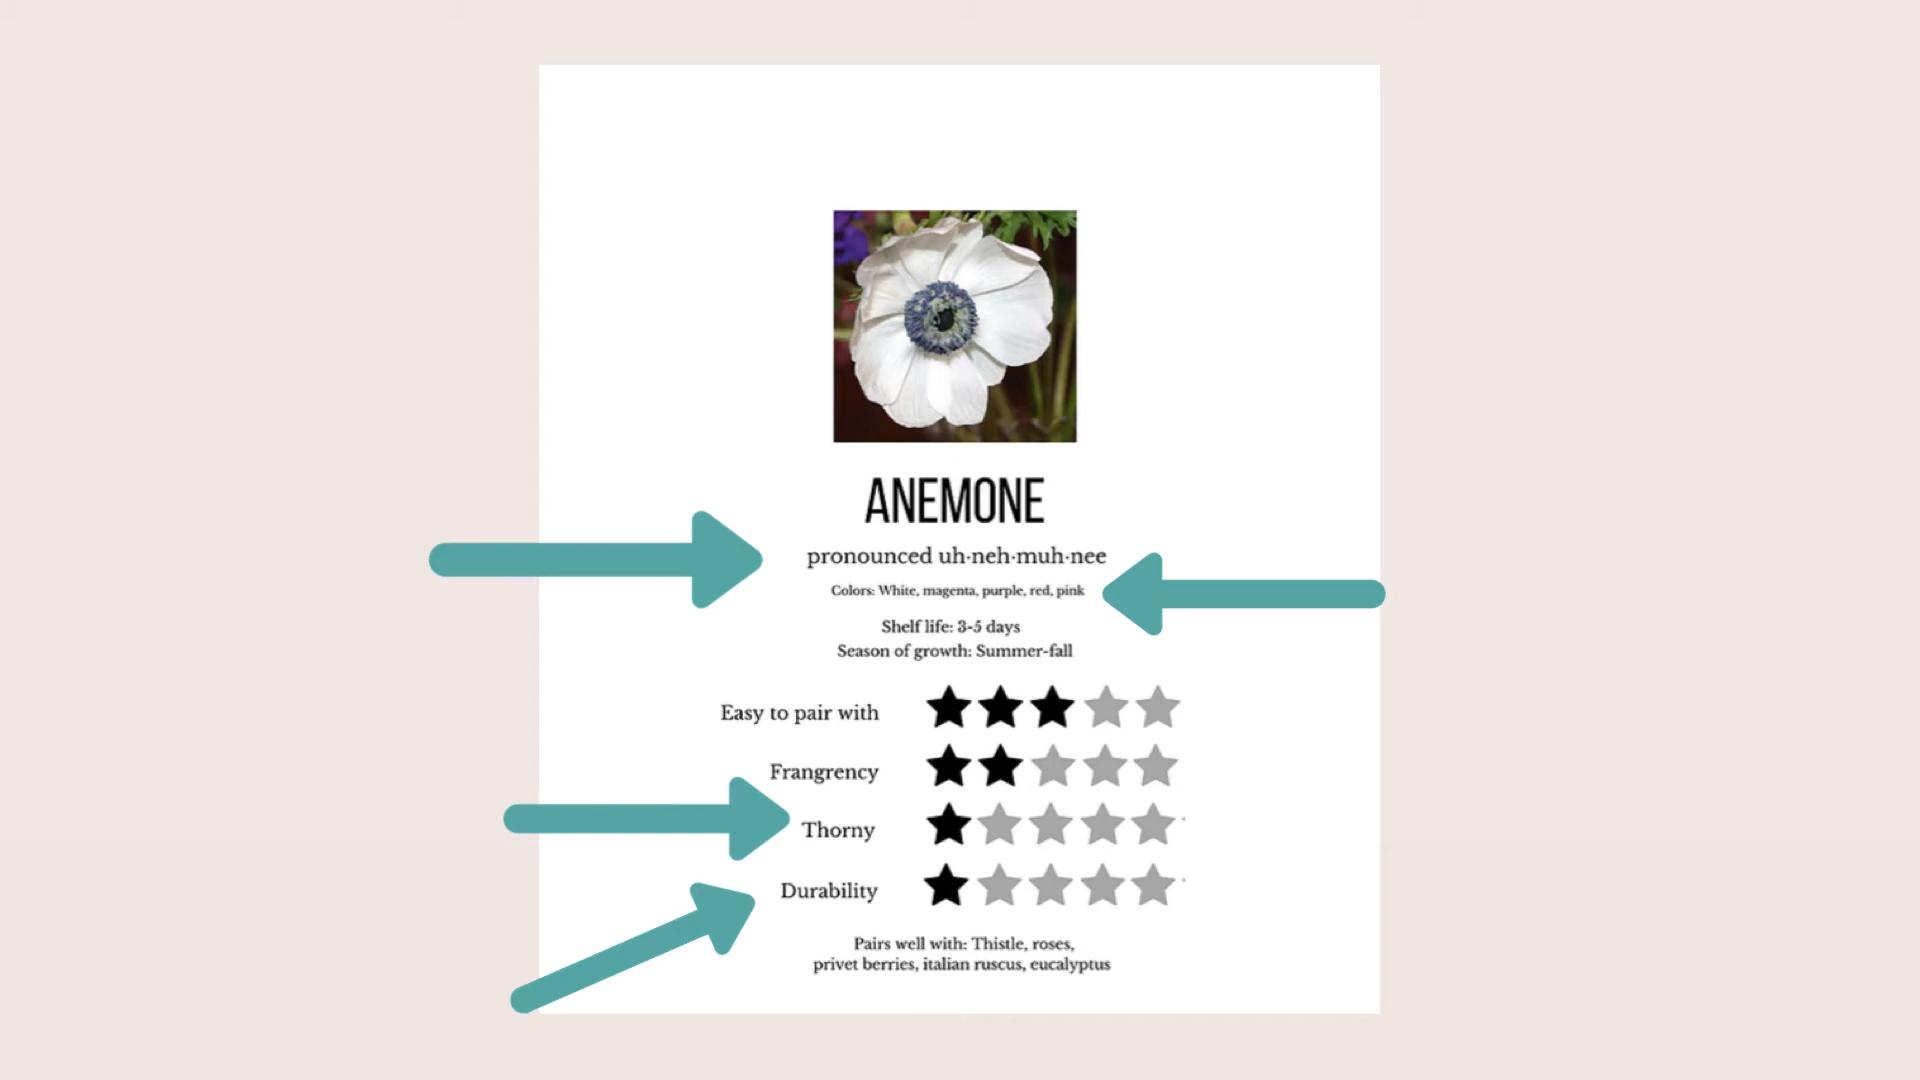 ANEMONE
pronounced uh·neh·muh·nee
Colors: White, magenta, purple, red, pink
Shelf life: 3-5 days
Season of growth: Summer-fall
Easy to pair with
Frangrency
Thorny
Durability
Pairs well with: Thistle, roses,
privet berries, italian ruscus, eucalyptus